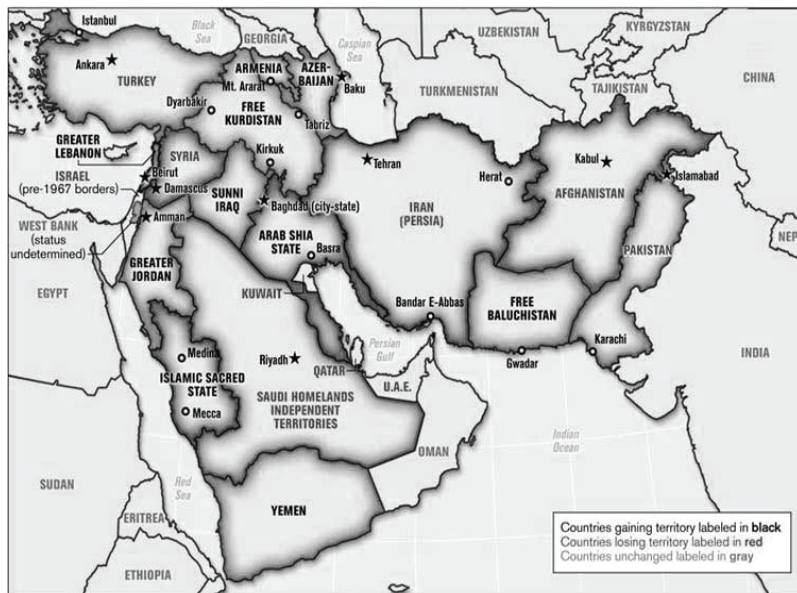 Istanbul
Black
Sea
GEORGIA
Caspian
Sea
UZBEKISTAN
KYRGYZSTAN
Ankara
TURKEY
ARMENIA
Mt. Ararat
AZER-
BAIJAN
Baku
TURKMENISTAN
TAJIKISTAN
CHINA
Dyarbakir
FREE
KURDISTAN
Tabriz
GREATER
LEBANON
SYRIA
Kirkuk
Tehran
Herat
Kabul
AFGHANISTAN
Islamabad
ISRAEL
(pre-1967 borders)
Beirut
Damascus
SUNNI
IRAQ
Baghdad (city-state)
IRAN
(PERSIA)
WEST BANK
(status
undetermined)
Amman
ARAB SHIA
STATE
Basra
PAKISTAN
NEP
EGYPT
GREATER
JORDAN
KUWAIT
Bandar E-Abbas
FREE
BALUCHISTAN
Karachi
INDIA
Medina
Riyadh
Persian
Gulf
Gwadar
ISLAMIC SACRED
STATE
Mecca
QATAR
U.A.E.
SAUDI HOMELANDS
INDEPENDENT
TERRITORIES
OMAN
Indian
Ocean
SUDAN
Red
Sea
YEMEN
ERITREA
ETHIOPIA
Countries gaining territory labeled in black
Countries losing territory labeled in red
Countries unchanged labeled in gray